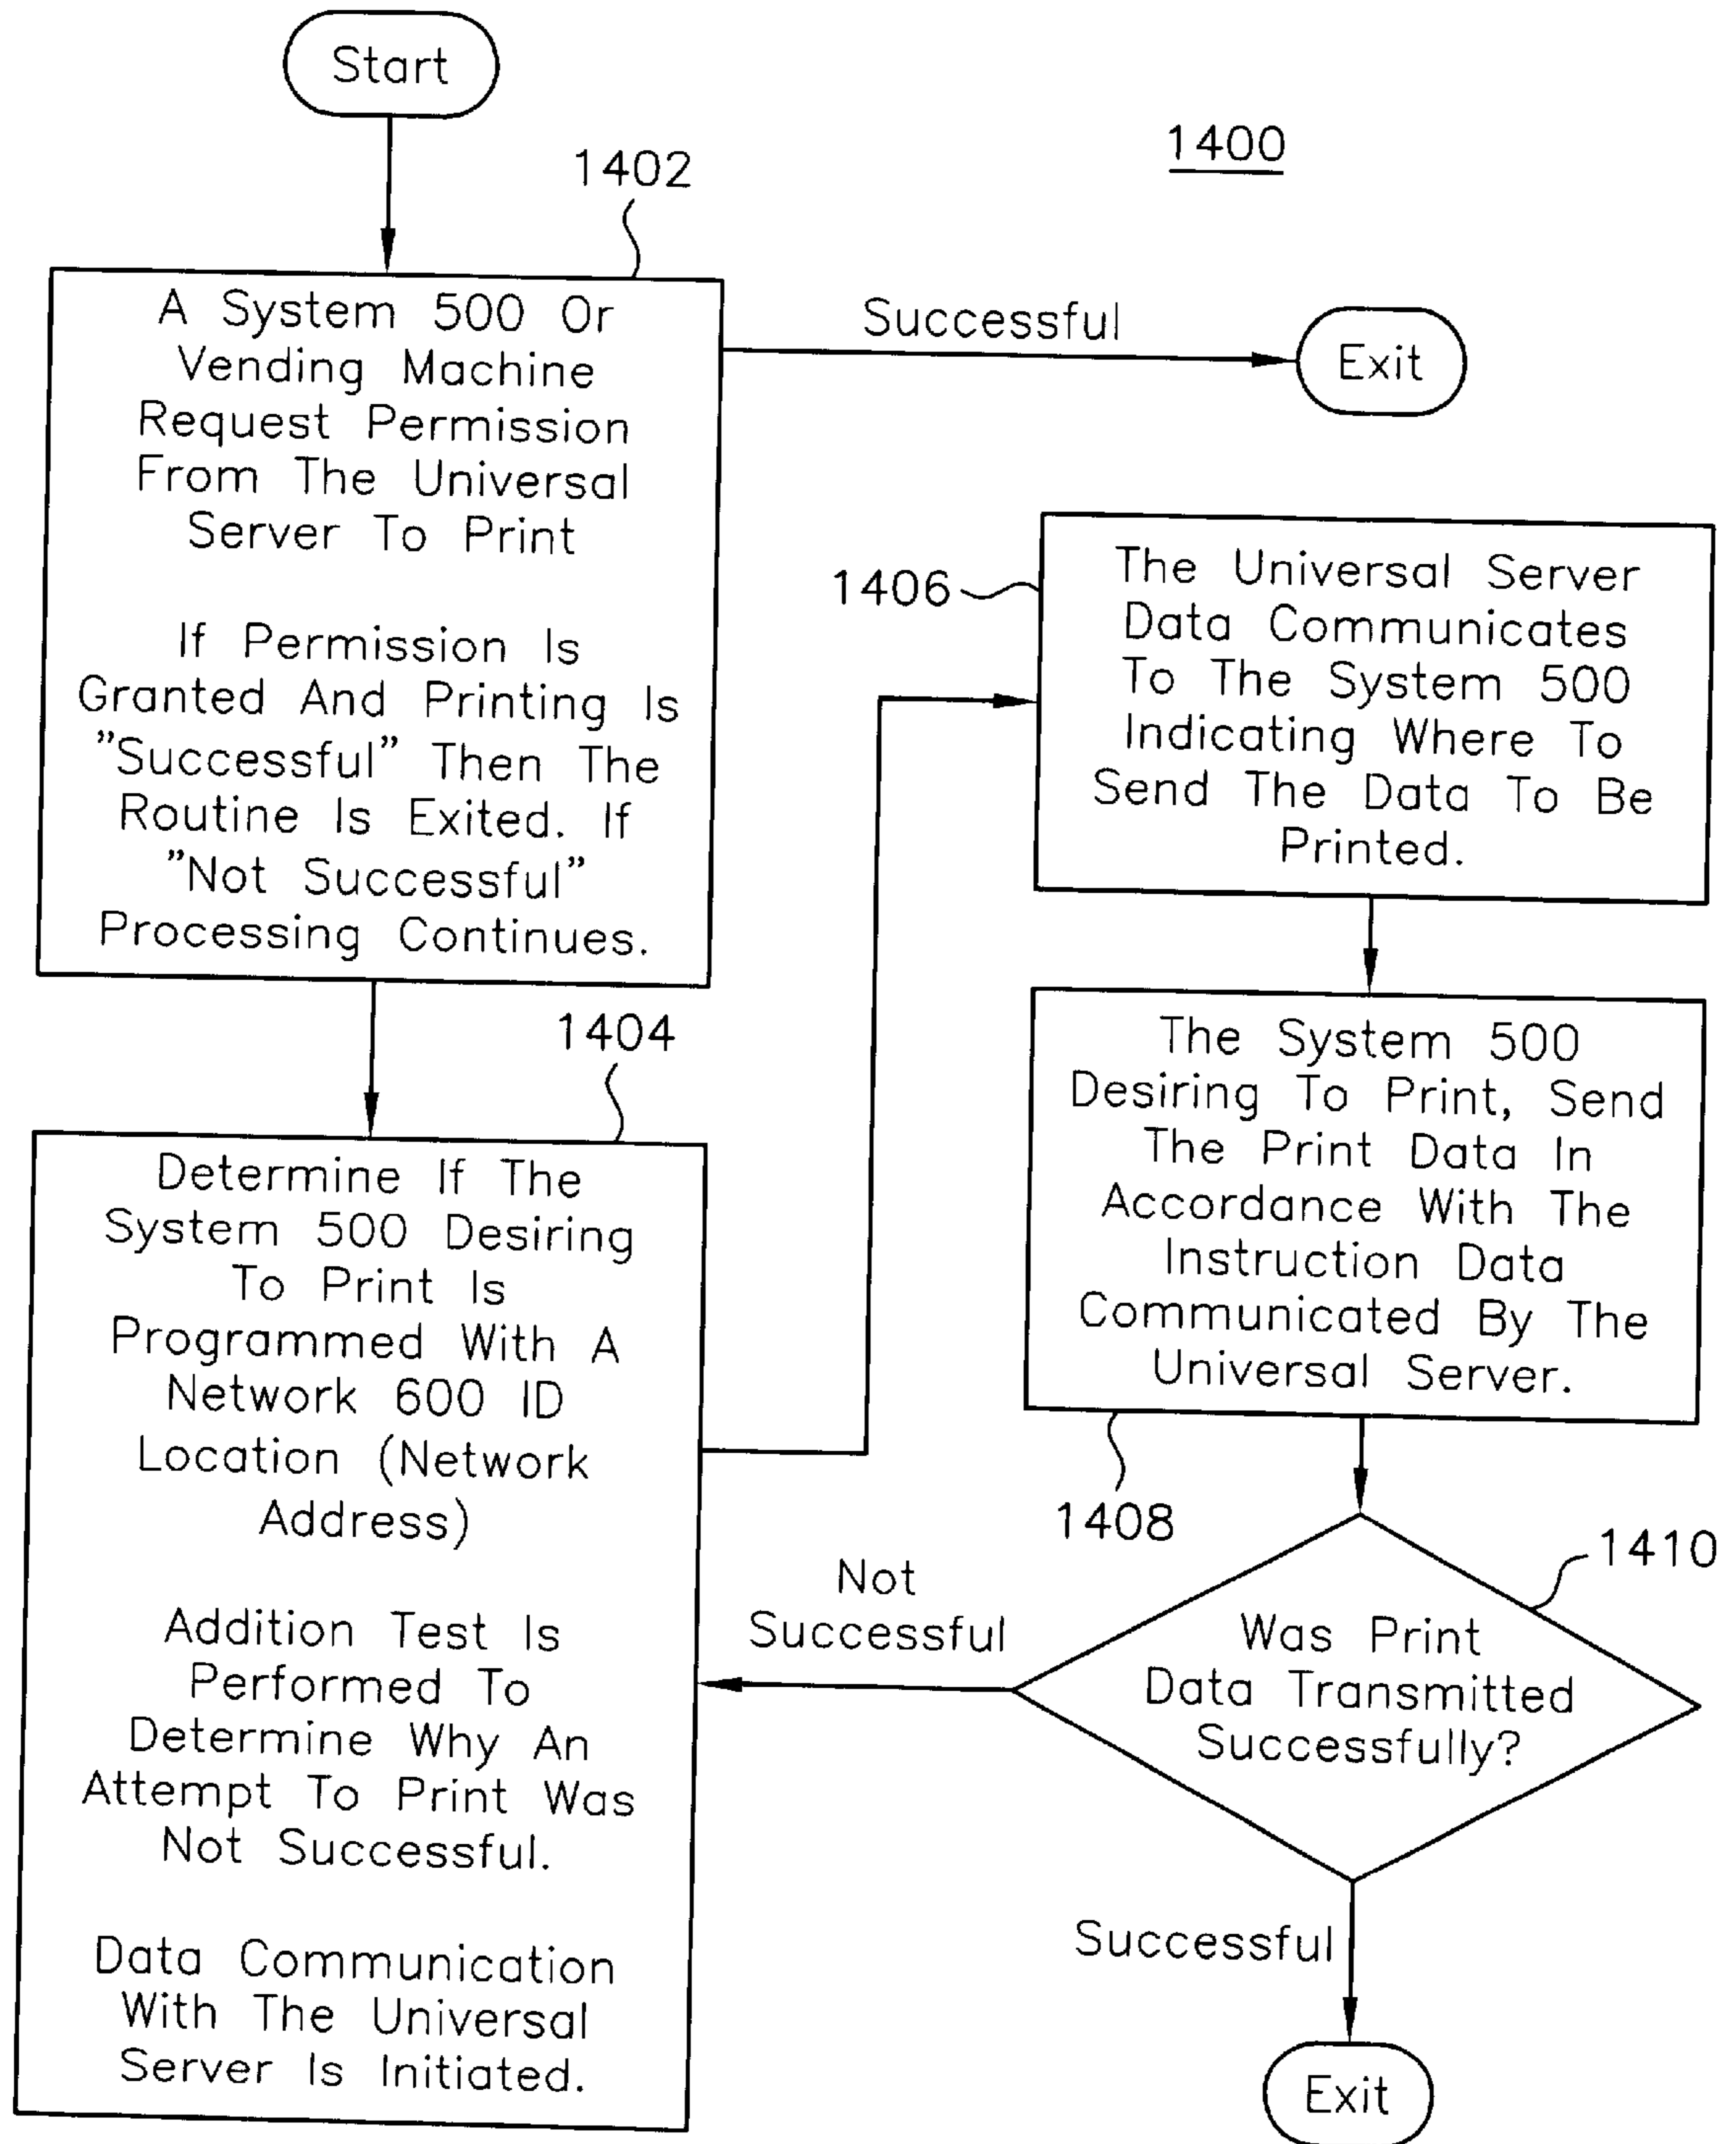 Start
1400
1402
A System 500 Or
Vending Machine
Request Permission
From The Universal
Server To Print
If Permission Is
Granted And Printing Is
”Successful” Then The
Routine Is Exited. If
”Not Successful”
Processing Continues.
Successful
Exit
1404
Determine If The
System 500 Desiring
To Print Is
Programmed With A
Network 600 ID
Location (Network
Address)
Addition Test Is
Performed To
Determine Why An
Attempt To Print Was
Not Successful.
Data Communication
With The Universal
Server Is Initiated.
1406
The Universal Server
Data Communicates
To The System 500
Indicating Where To
Send The Data To Be
Printed.
The System 500
Desiring To Print, Send
The Print Data In
Accordance With The
Instruction Data
Communicated By The
Universal Server.
1408
1410
Was Print
Data Transmitted
Successfully?
Not
Successful
Successful
Exit